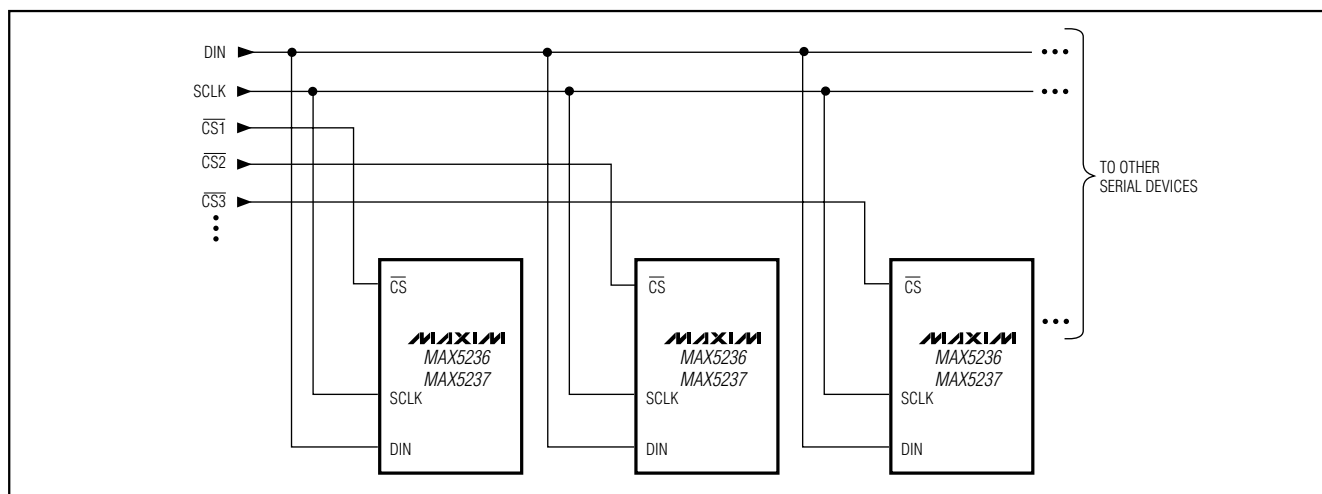 DIN
SCLK
CS1
CS2
CS3
TO OTHER
SERIAL DEVICES
CS
MAXIM
MAX5236
MAX5237
SCLK
DIN
CS
MAXIM
MAX5236
MAX5237
SCLK
DIN
CS
MAXIM
MAX5236
MAX5237
SCLK
DIN